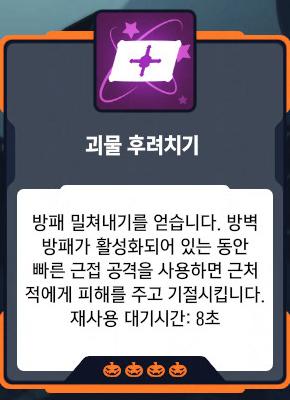 괴물 후려치기
방패 밀쳐내기를 얻습니다. 방벽
방패가 활성화되어 있는 동안
빠른 근접 공격을 사용하면 근처
적에게 피해를 주고 기절시킵니다.
재사용 대기시간: 8초